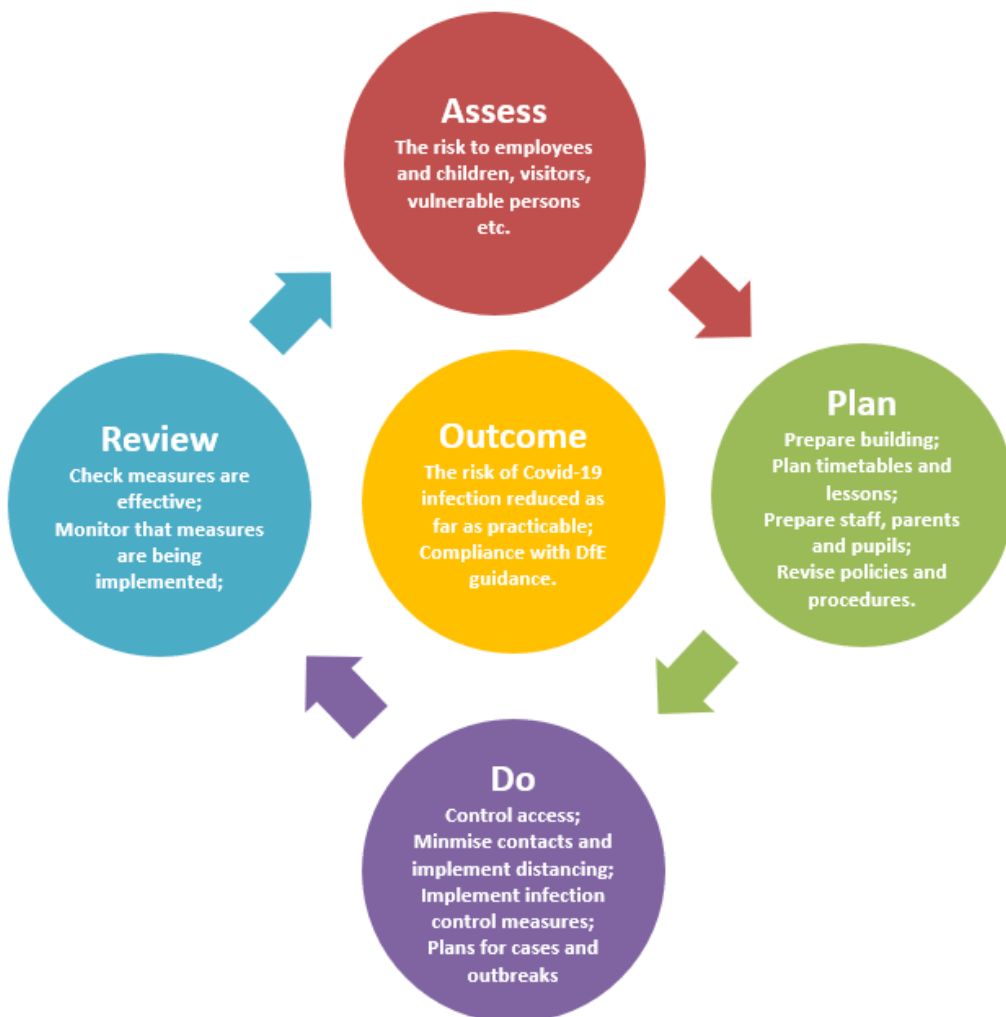 Assess
The risk to employees
and children, visitors,
vulnerable persons
etc.
Plan
Prepare building;
Plan timetables and
lessons;
Prepare staff, parents
and pupils;
Revise policies and
procedures.
Do
Control access;
Minmise contacts and
implement distancing;
Implement infection
control measures;
Plans for cases and
outbreaks
Review
Check measures are
effective;
Monitor that measures
are being
implemented;
Outcome
The risk of Covid-19
infection reduced as
far as practicable;
Compliance with DfE
guidance.